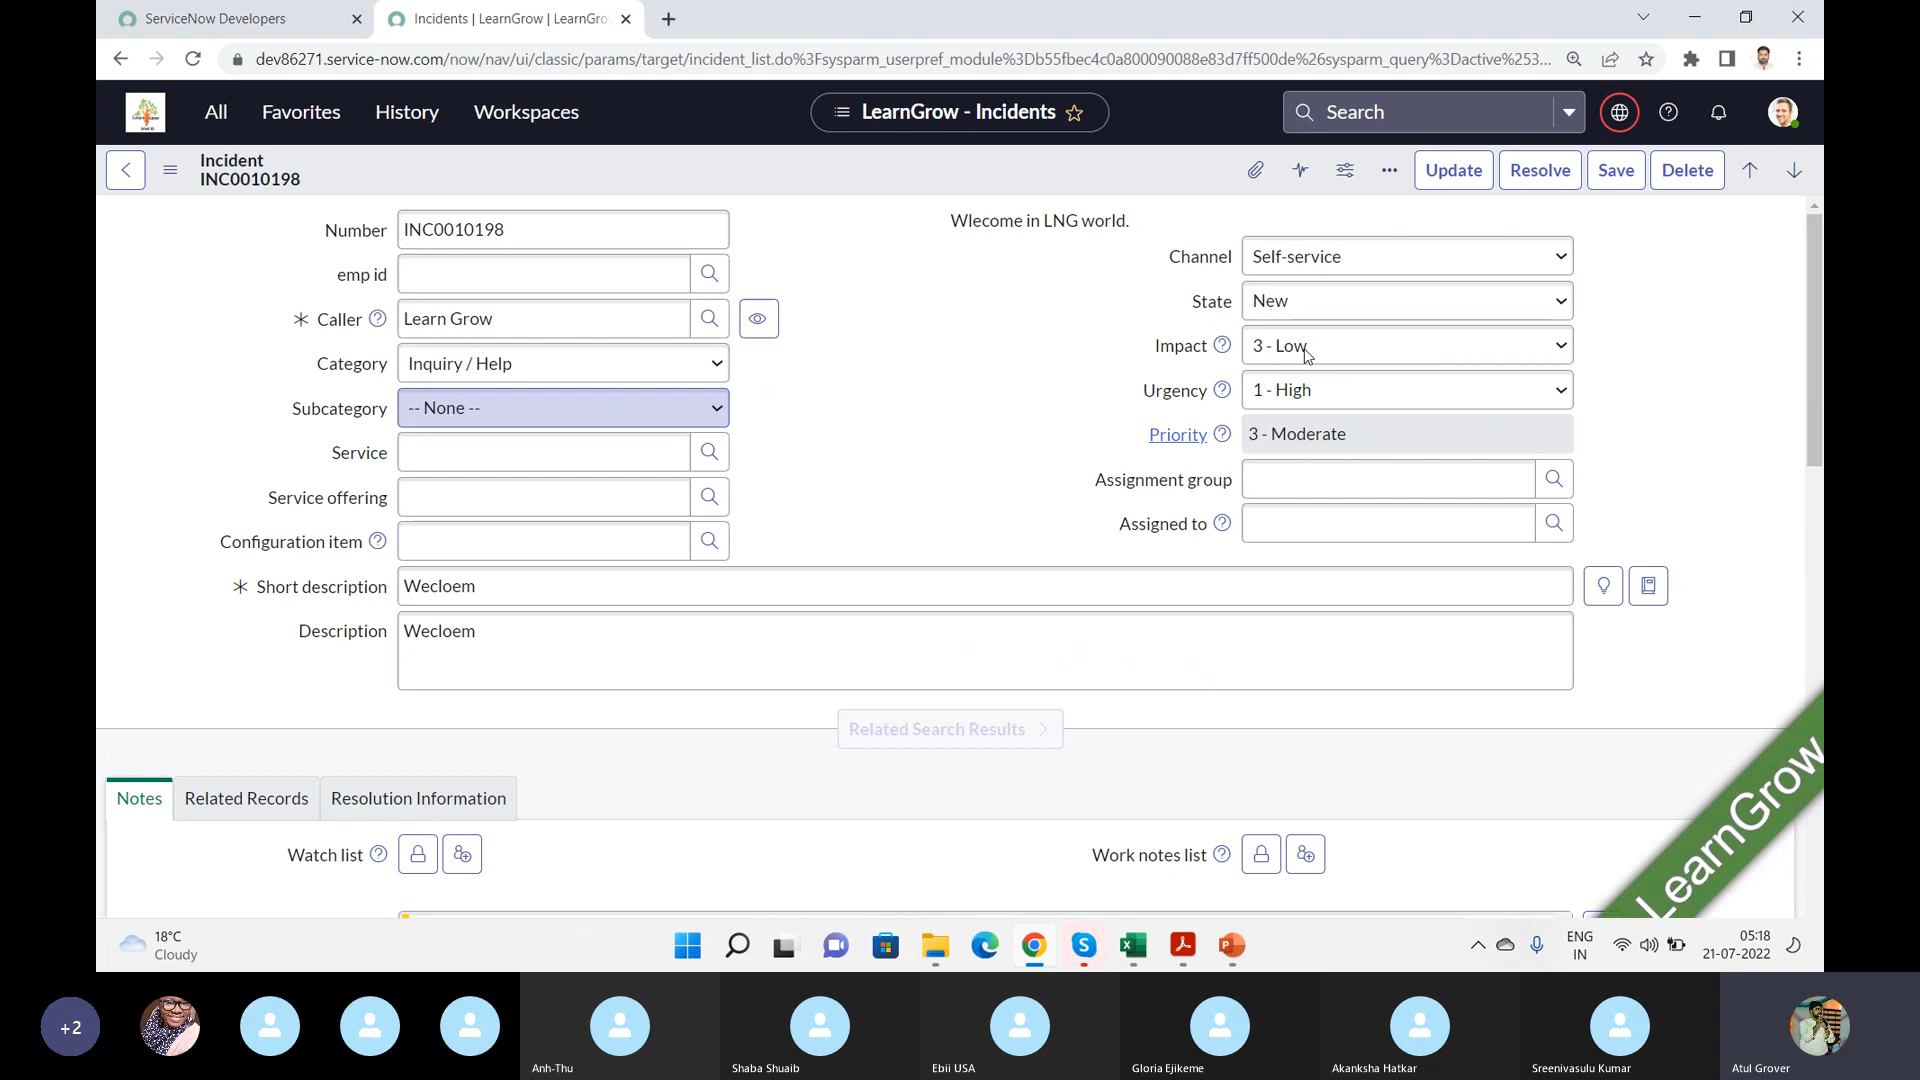 ServiceNow Developers
Incidents | LearnGrow | LearnGro
dev86271.service-now.com/now/nav/ui/classic/params/target/incident_list.do%3Fsysparm_userpref_module%3Db55fbec4c0a800090088e83d7ff500de%26sysparm_query%3Dactive%253...
All Favorites History Workspaces
LearnGrow - Incidents
Search
Incident
INC0010198
Update Resolve Save Delete
Number INC0010198
emp id
Caller Learn Grow
Category Inquiry / Help
Subcategory -- None --
Service
Service offering
Configuration item
Wlecome in LNG world.
Channel Self-service
State New
Impact 3 - Low
Urgency 1 - High
Priority 3 - Moderate
Assignment group
Assigned to
Short description Wecloem
Description Wecloem
Related Search Results
Notes Related Records Resolution Information
Watch list
Work notes list
LearnGrow
18°C
Cloudy
ENG
IN
05:18
21-07-2022
+2
Anh-Thu
Shaba Shuaib
Ebii USA
Gloria Ejikeme
Akanksha Hatkar
Sreenivasulu Kumar
Atul Grover